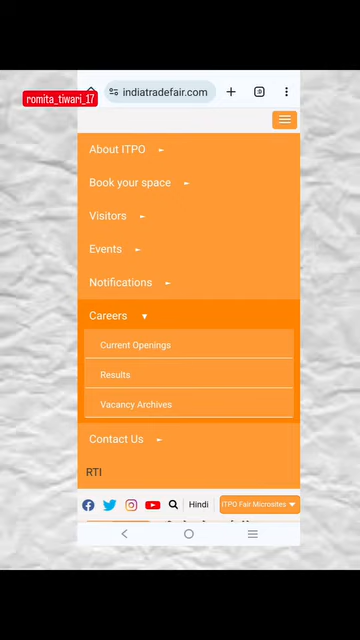 romita_tiwari_17
indiatradefair.com
:D
About ITPO
Book your space
Visitors
Events
Notifications
Careers
Current Openings
Results
Vacancy Archives
Contact Us
RTI
Hindi
ITPO Fair Microsites